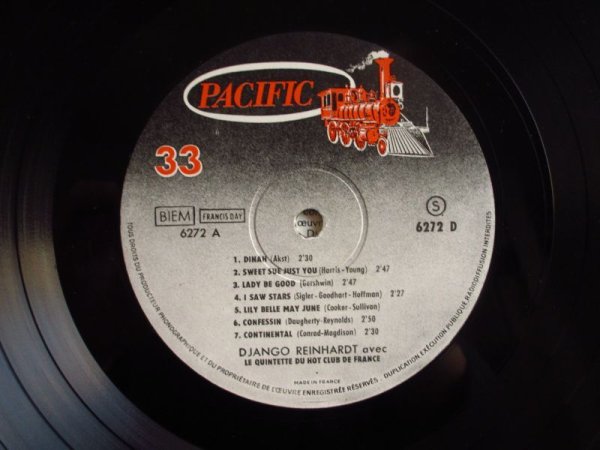 PACIFIC
33
BIEM FRANCIS DAY
6272 A
S
6272 D
1. DINAH (Akst) 2'30
2. SWEET SUE JUST YOU (Harris - Young) 2'47
3. LADY BE GOOD (Gershwin) 2'47
4. I SAW STARS (Sigler - Goodhart - Hoffman) 2'27
5. LILY BELLE MAY JUNE (Cooker - Sullivan)
6. CONFESSIN (Daugherty - Reynolds) 2'50
7. CONTINENTAL (Conrad - Magdison) 2'30
DJANGO REINHARDT avec
LE QUINTETTE DU HOT CLUB DE FRANCE
MADE IN FRANCE
TOUS DROITS DU PRODUCTEUR PHONOGRAPHIQUE ET DU PROPRIÉTAIRE DE L'ŒUVRE ENREGISTRÉE RÉSERVÉS - DUPLICATION EXÉCUTION PUBLIQUE, RADIODIFFUSION INTERDITES